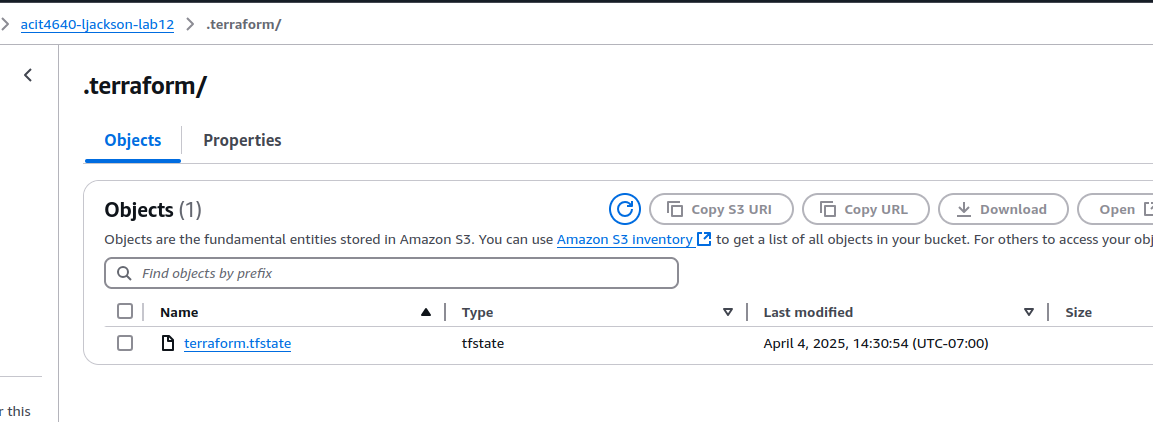 acit4640-ljackson-lab12 .terraform/
.terraform/
Objects Properties
Objects (1) Copy S3 URI Copy URL Download Open
Objects are the fundamental entities stored in Amazon S3. You can use Amazon S3 inventory to get a list of all objects in your bucket. For others to access your obj
Find objects by prefix
Name Type Last modified Size
terraform.tfstate tfstate April 4, 2025, 14:30:54 (UTC-07:00)
r this